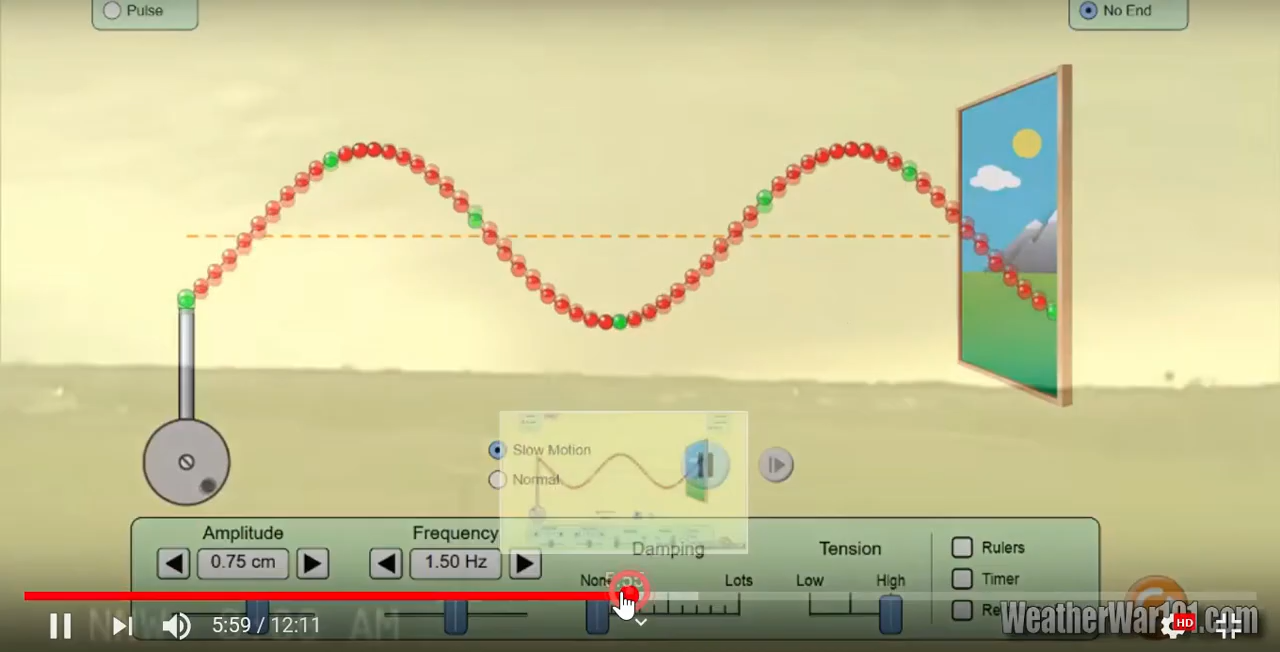 Pulse
No End
Slow Motion
Normal
Amplitude
Frequency
Damping
Tension
Rulers
0.75 cm
1.50 Hz
None
Lots
Low
High
Timer
5:59 / 12:11
AM
HD
WeatherWar101.com